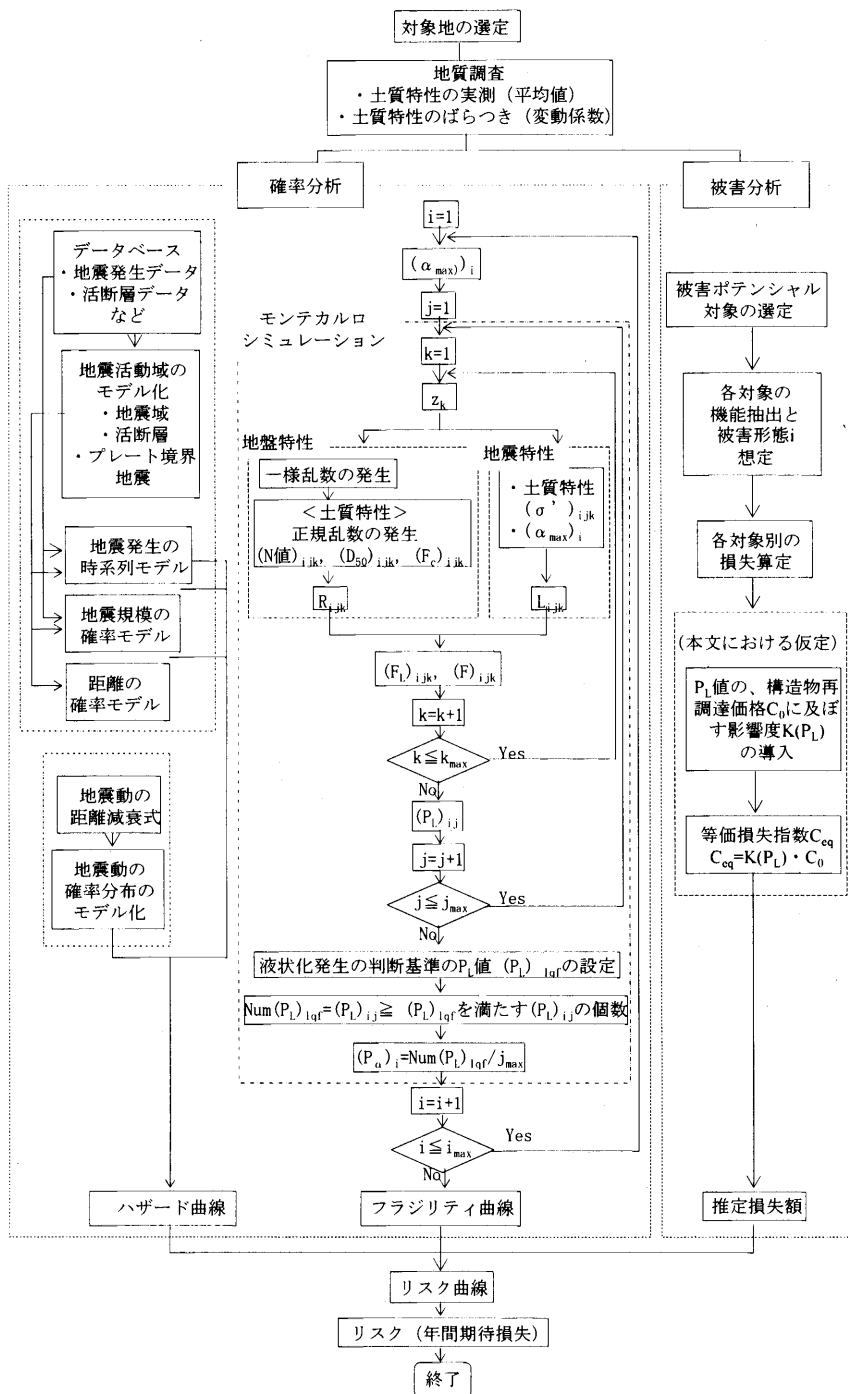 対象地の選定
地質調査
・土質特性の実測(平均値)
・土質特性のばらつき(変動係数)
確率分析
被害分析
データベース
・地震発生データ
・活断層データ
など
地震活動域の
モデル化
・地震域
・活断層
・プレート境界
地震
地震発生の
時系列モデル
地震規模の
確率モデル
距離の
確率モデル
地震動の
距離減衰式
地震動の
確率分布の
モデル化
ハザード曲線
i=1
(α max))i
j=1
モンテカルロ
シミュレーション
k=1
zk
地盤特性
一様乱数の発生
<土質特性>
正規乱数の発生
(N値)ijk, (D50)ijk, (Fc)ijk
Rijk
地震特性
・土質特性
(σ')ijk
・(αmax)i
Lijk
(FL)ijk, (F)ijk
k=k+1
k≦kmax
Yes
No
(PL)ij
j=j+1
j≦jmax
Yes
No
液状化発生の判断基準のPL値 (PL)lqfの設定
Num(PL)lqf=(PL)ij≧ (PL)lqfを満たす(PL)ijの個数
(Pα)i=Num(PL)lqf/jmax
i=i+1
i≦imax
Yes
No
フラジリティ曲線
被害ポテンシャル
対象の選定
各対象の
機能抽出と
被害形態i
想定
各対象別の
損失算定
(本文における仮定)
PL値の、構造物再
調達価格C0に及ぼ
す影響度K(PL)
の導入
等価損失指数Ceq
Ceq=K(PL)・C0
推定損失額
リスク曲線
リスク(年間期待損失)
終了